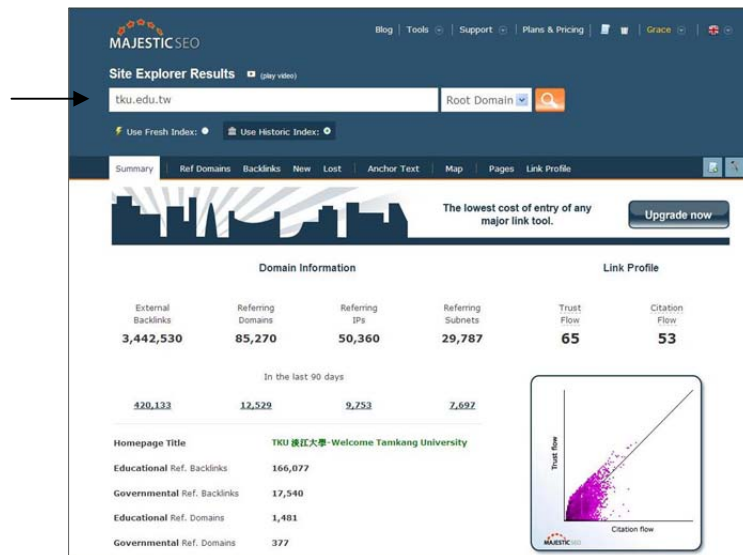 MAJESTICSEO
Blog | Tools | Support | Plans & Pricing | Grace
Site Explorer Results (play video)
tku.edu.tw Root Domain
Use Fresh Index: Use Historic Index:
Summary Ref Domains Backlinks New Lost Anchor Text Map Pages Link Profile
The lowest cost of entry of any
major link tool.
Upgrade now
Domain Information Link Profile
External Referring Referring Referring Trust Citation
Backlinks Domains IPs Subnets Flow Flow
3,442,530 85,270 50,360 29,787 65 53
In the last 90 days
420,133 12,529 9,753 7,697
Homepage Title TKU 淡江大學-Welcome Tamkang University
Educational Ref. Backlinks 166,077
Governmental Ref. Backlinks 17,540
Educational Ref. Domains 1,481
Governmental Ref. Domains 377
Trust flow
Citation flow
MAJESTICSEO